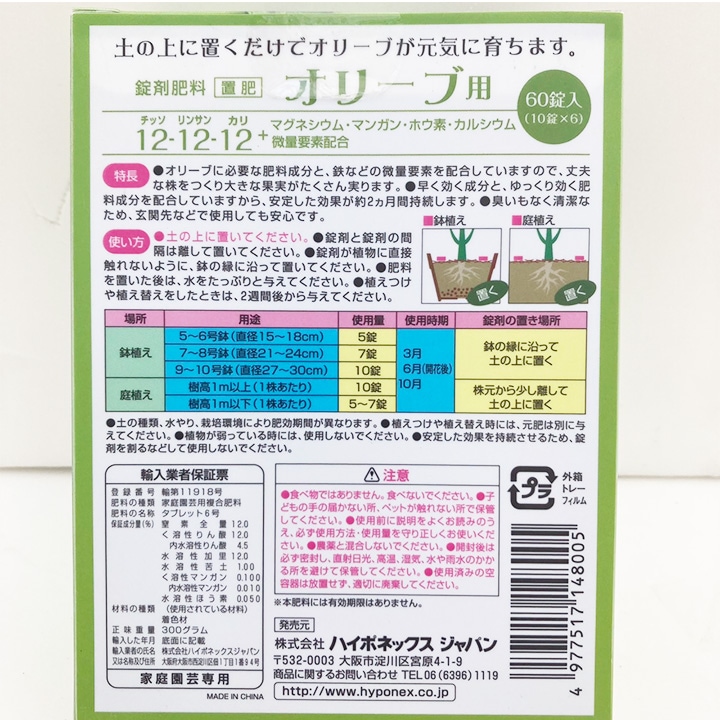 土の上に置くだけでオリーブが元気に育ちます。
錠剤肥料 置肥 オリーブ用
60錠入
(10錠×6)
チッソ リンサン カリ
12-12-12+
マグネシウム・マンガン・ホウ素・カルシウム
微量要素配合
特長 ●オリーブに必要な肥料成分と、鉄などの微量要素を配合していますので、丈夫
な株をつくり大きな果実がたくさん実ります。●早く効く成分と、ゆっくり効く肥
料成分を配合していますから、安定した効果が約2ヵ月間持続します。●臭いもなく清潔な
ため、玄関先などで使用しても安心です。
使い方 ●土の上に置いてください。●錠剤と錠剤の間
隔は離して置いてください。●錠剤が植物に直接
触れないように、鉢の縁に沿って置いてください。●肥料
を置いた後は、水をたっぷりと与えてください。●植えつけ
や植え替えをしたときは、2週間後から与えてください。
■鉢植え ■庭植え
置く 置く
場所 用途 使用量 使用時期 錠剤の置き場所
鉢植え 5〜6号鉢(直径15〜18cm) 5錠
7〜8号鉢(直径21〜24cm) 7錠
9〜10号鉢(直径27〜30cm) 10錠
庭植え 樹高1m以上(1株あたり) 10錠
樹高1m以下(1株あたり) 5〜7錠
3月
6月(開花後)
10月
鉢の縁に沿って
土の上に置く
株元から少し離して
土の上に置く
●土の種類、水やり、栽培環境により肥効期間が異なります。●植えつけや植え替え時には、元肥は別に与
えてください。●植物が弱っている時には、使用しないでください。●安定した効果を持続させるため、錠
剤を割るなどして使用しないでください。
輸入業者保証票
登録番号 輸第11918号
肥料の種類 家庭園芸用複合肥料
肥料の名称 タブレット6号
保証成分量(%) 窒素全量 12.0
く溶性りん酸 12.0
内水溶性りん酸 4.5
水溶性加里 12.0
水溶性苦土 1.00
く溶性マンガン 0.100
内水溶性マンガン 0.010
水溶性ほう素 0.050
材料の種類 (使用されている材料)
着色材
正味重量 300グラム
輸入した年月 底面に記載
輸入業者の氏名 株式会社ハイポネックスジャパン
又は名称及び住所 大阪府大阪市西淀川区佃1丁目1番94号
家庭園芸専用
MADE IN CHINA
⚠注意
●食べ物ではありません。食べないでください。●子
どもの手の届かない所、ペットが触れない所で保管
してください。●使用前に説明をよくお読みのう
え、必ず使用方法・使用量を守り正しくお使いくださ
い。●農薬と混合しないでください。●開封後は
必ず密封し、直射日光、高温、湿気、水や雨水のか
かる所を避けて保管してください。●使用済みの空
容器は放置せず、適切に廃棄してください。
※本肥料には有効期限はありません。
プラ
外箱
トレー
フィルム
発売元
株式会社 ハイポネックス ジャパン
〒532-0003 大阪市淀川区宮原4-1-9
商品に関するお問い合わせ TEL 06(6396)1119
http://www.hyponex.co.jp
4 977517 148005